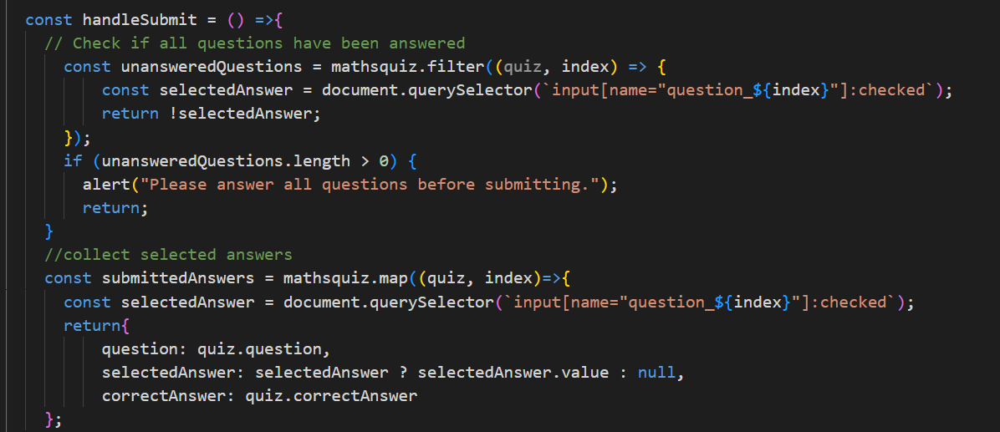 const handleSubmit = () =>{
// Check if all questions have been answered
const unansweredQuestions = mathsquiz.filter((quiz, index) => {
const selectedAnswer = document.querySelector(`input[name="question_${index}"]:checked`);
return !selectedAnswer;
});
if (unansweredQuestions.length > 0) {
alert("Please answer all questions before submitting.");
return;
}
//collect selected answers
const submittedAnswers = mathsquiz.map((quiz, index)=>{
const selectedAnswer = document.querySelector(`input[name="question_${index}"]:checked`);
return{
question: quiz.question,
selectedAnswer: selectedAnswer ? selectedAnswer.value : null,
correctAnswer: quiz.correctAnswer
};